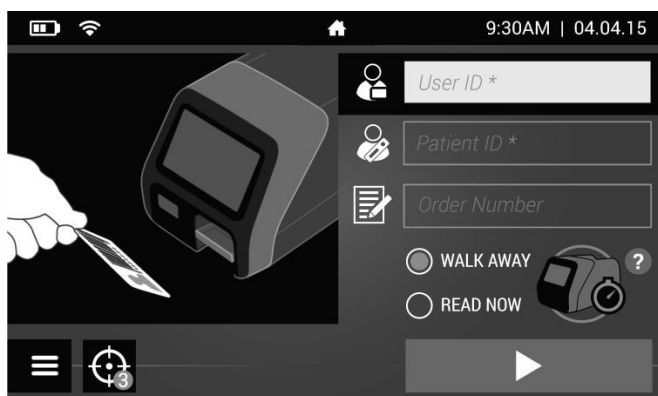 9:30AM | 04.04.15
User ID *
Patient ID *
Order Number
WALK AWAY
?
READ NOW
3